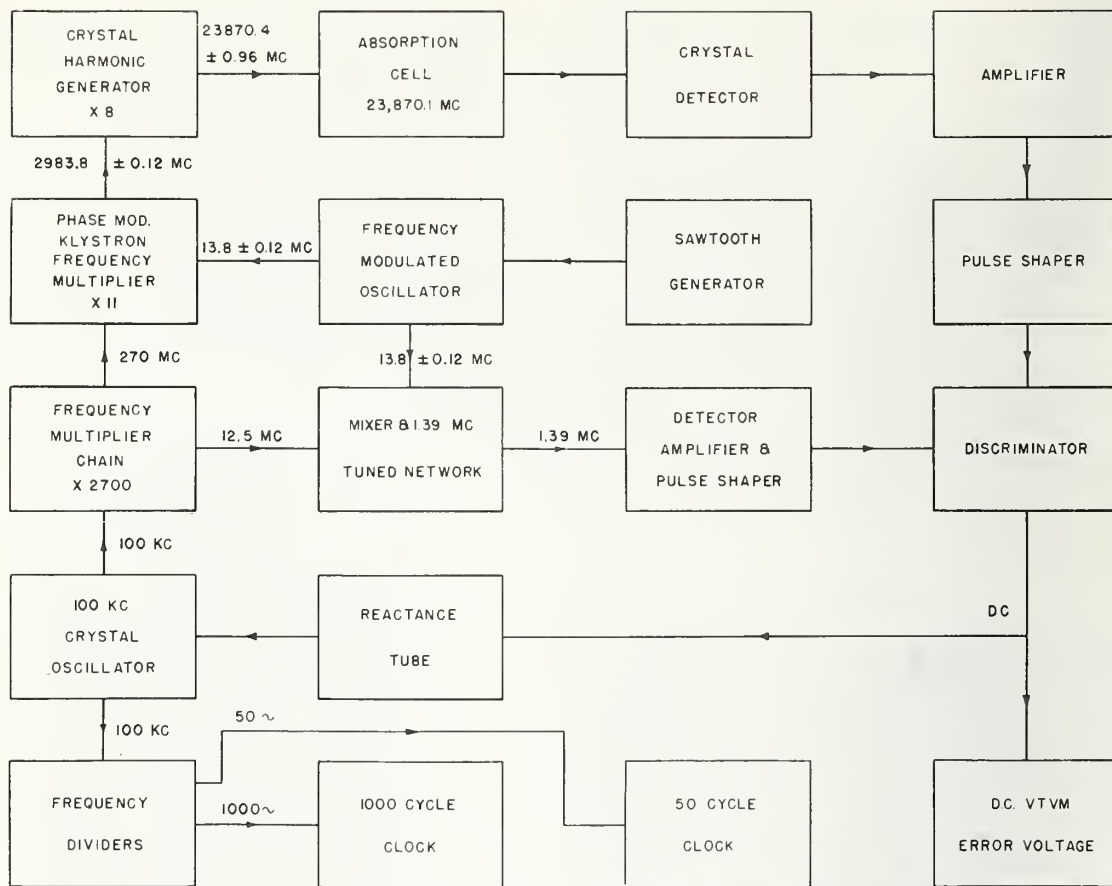 CRYSTAL
HARMONIC
GENERATOR
X 8
23870.4
± 0.96 MC
ABSORPTION
CELL
23,870.1 MC
CRYSTAL
DETECTOR
AMPLIFIER
2983.8 ± 0.12 MC
PHASE MOD.
KLYSTRON
FREQUENCY
MULTIPLIER
X 11
13.8 ± 0.12 MC
FREQUENCY
MODULATED
OSCILLATOR
SAWTOOTH
GENERATOR
PULSE SHAPER
270 MC
13.8 ± 0.12 MC
FREQUENCY
MULTIPLIER
CHAIN
X 2700
12.5 MC
MIXER & 1.39 MC
TUNED NETWORK
1.39 MC
DETECTOR
AMPLIFIER &
PULSE SHAPER
DISCRIMINATOR
100 KC
100 KC
CRYSTAL
OSCILLATOR
REACTANCE
TUBE
DC
100 KC
50 ~
FREQUENCY
DIVIDERS
1000~
1000 CYCLE
CLOCK
50 CYCLE
CLOCK
D.C. VTVM
ERROR VOLTAGE